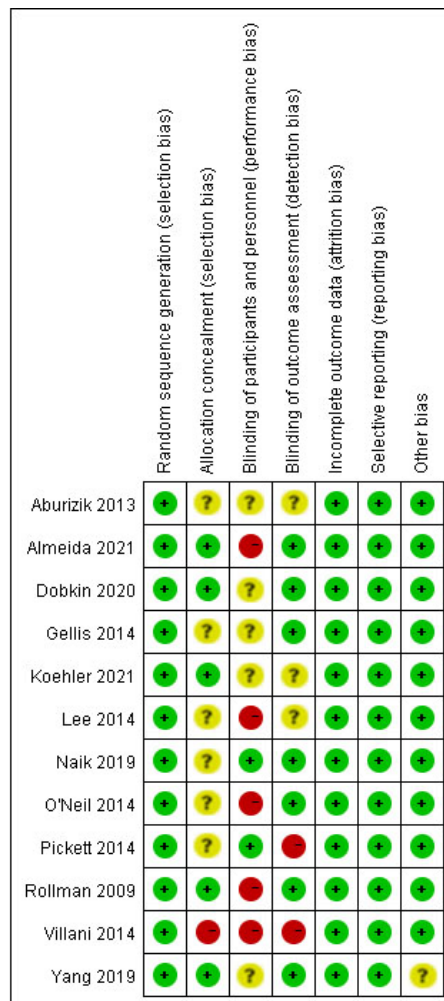 Random sequence generation (selection bias)
Allocation concealment (selection bias)
Blinding of participants and personnel (performance bias)
Blinding of outcome assessment (detection bias)
Incomplete outcome data (attrition bias)
Selective reporting (reporting bias)
Other bias
Aburizik 2013 + ? ? ? + + +
Almeida 2021 + + - + + + +
Dobkin 2020 + + ? + + + +
Gellis 2014 + ? ? + + + +
Koehler 2021 + + ? ? + + +
Lee 2014 + ? - ? + + +
Naik 2019 + ? + + + + +
O'Neil 2014 + ? - + + + +
Pickett 2014 + ? + - + + +
Rollman 2009 + + - + + + +
Villani 2014 + - - - + + +
Yang 2019 + + ? + + + ?